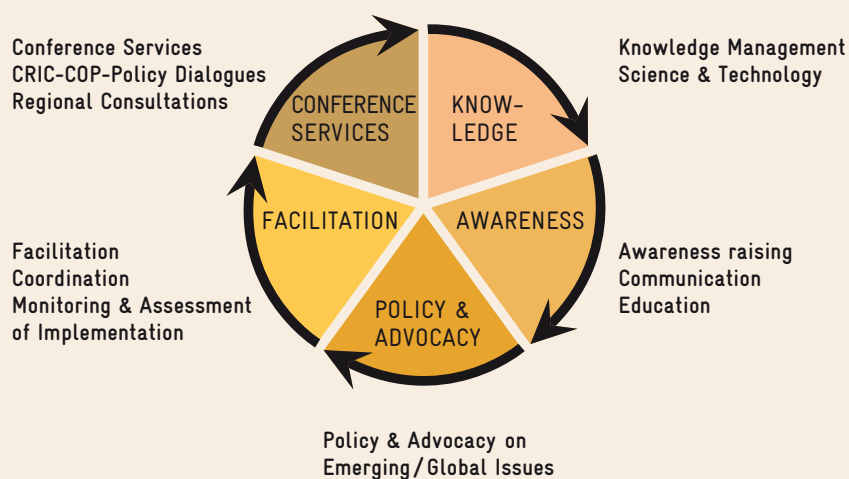 Conference Services
CRIC-COP-Policy Dialogues
Regional Consultations
Knowledge Management
Science & Technology
CONFERENCE
SERVICES
KNOW-
LEDGE
FACILITATION
AWARENESS
Facilitation
Coordination
Monitoring & Assessment
of Implementation
Awareness raising
Communication
Education
POLICY &
ADVOCACY
Policy & Advocacy on
Emerging/Global Issues